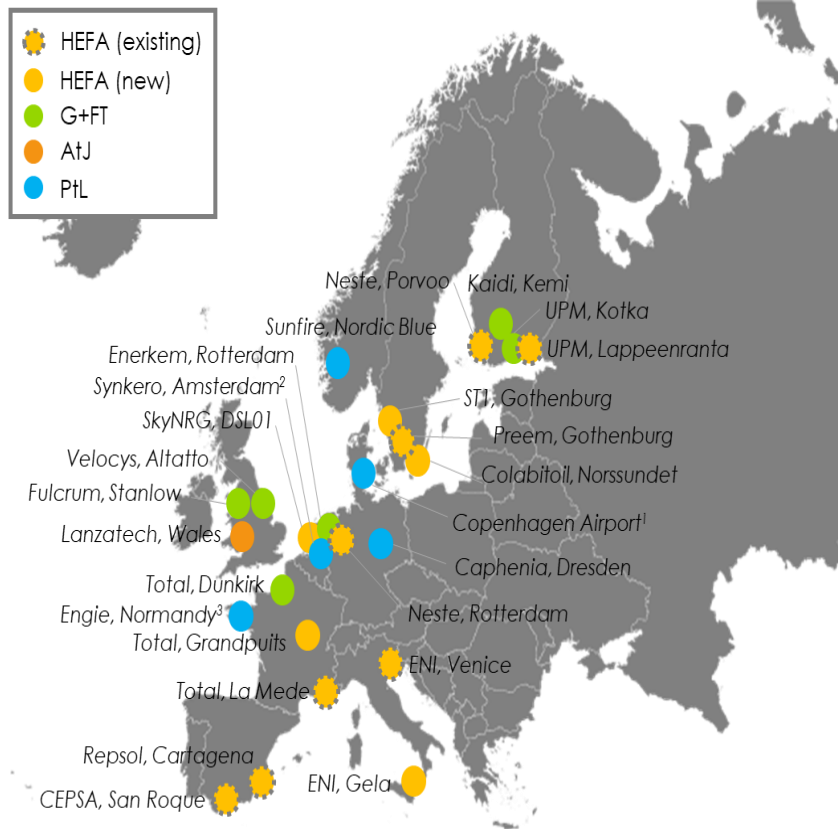 HEFA (existing)
HEFA (new)
G+FT
AtJ
PtL
Neste, Porvoo
Kaidi, Kemi
UPM, Kotka
Sunfire, Nordic Blue
UPM, Lappeenranta
Enerkem, Rotterdam
Synkero, Amsterdam²
ST1, Gothenburg
SkyNRG, DSL01
Preem, Gothenburg
Velocys, Altatto
Colabitoil, Norssundet
Fulcrum, Stanlow
Copenhagen Airport¹
Lanzatech, Wales
Caphenia, Dresden
Total, Dunkirk
Engie, Normandy³
Neste, Rotterdam
Total, Grandpuits
ENI, Venice
Total, La Mede
Repsol, Cartagena
ENI, Gela
CEPSA, San Roque